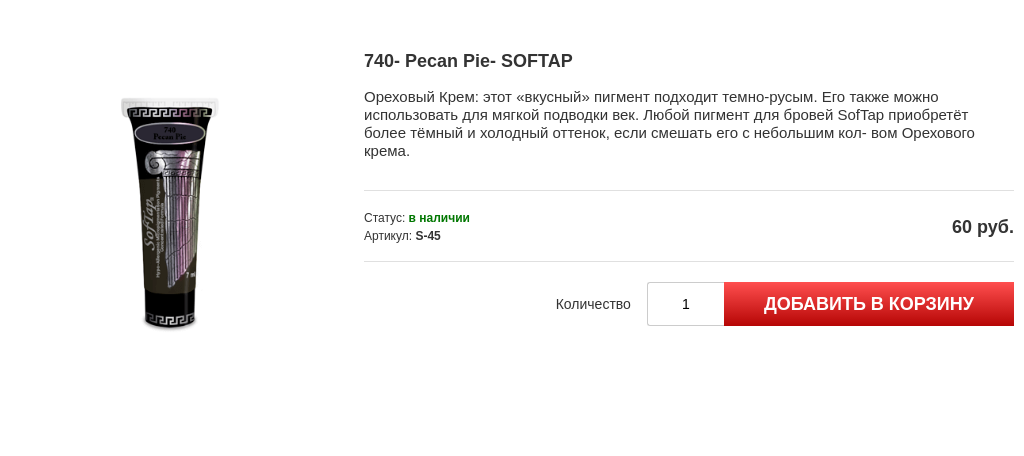 740- Pecan Pie- SOFTAP
Ореховый Крем: этот «вкусный» пигмент подходит темно-русым. Его также можно
использовать для мягкой подводки век. Любой пигмент для бровей SofTap приобретёт
более тёмный и холодный оттенок, если смешать его с небольшим кол- вом Орехового
крема.
Статус: в наличии
Артикул: S-45
60 руб.
Количество
1
ДОБАВИТЬ В КОРЗИНУ
740
Pecan Pie
SofTap